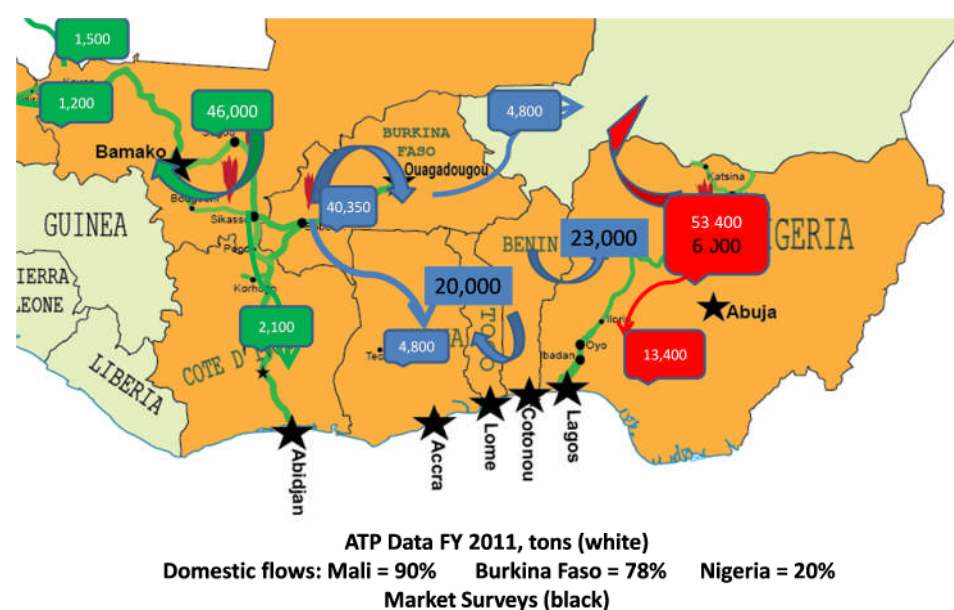 1,500
1,200
46,000
4,800
BURKINA
FASO
Bamako
Ouagadougou
Katsina
40,350
Sikasso
GUINEA
53,400
BENIN
23,000
NIGERIA
20,000
SIERRA
LEONE
Korhogo
Abuja
2,100
4,800
TOGO
13,400
COTE D'
Ibadan
Oyo
LIBERIA
Abidjan
Accra
Lome
Cotonou
Lagos
ATP Data FY 2011, tons (white)
Domestic flows: Mali = 90% Burkina Faso = 78% Nigeria = 20%
Market Surveys (black)